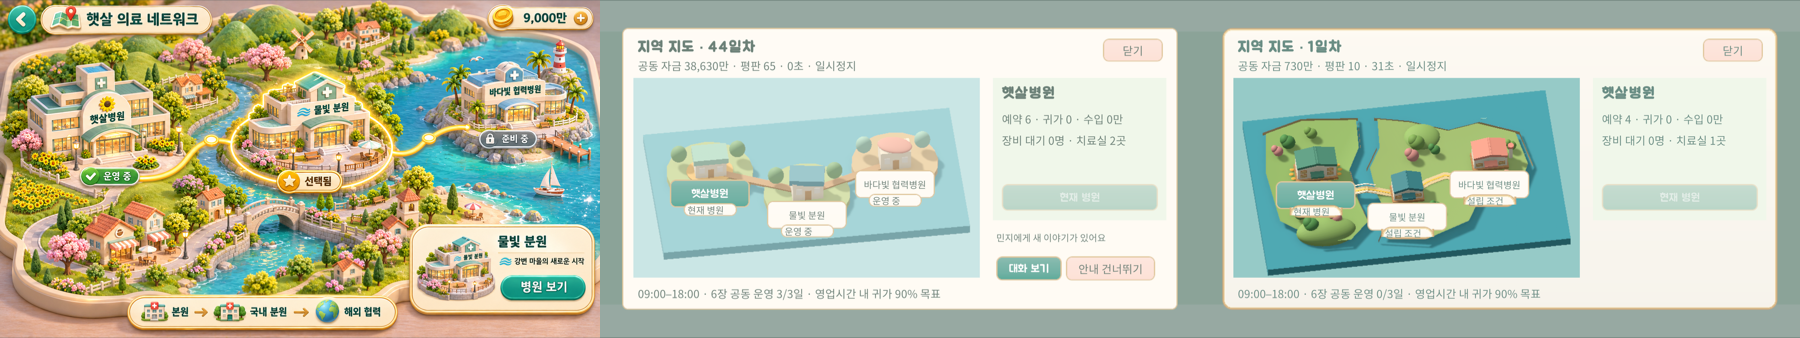 햇살 의료 네트워크
9,000만
햇살병원
물빛 분원
바다빛 협력병원
준비 중
운영 중
선택됨
물빛 분원
물빛 분원
강변 마을의 새로운 시작
병원 보기
본원 → 국내 분원 → 해외 협력
지역 지도 · 44일차
닫기
공동 자금 38,630만 · 평판 65 · 0초 · 일시정지
햇살병원
예약 6 · 귀가 0 · 수입 0만
장비 대기 0명 · 치료실 2곳
현재 병원
햇살병원
현재 병원
바다빛 협력병원
운영 중
물빛 분원
운영 중
민지에게 새 이야기가 있어요
대화 보기
안내 건너뛰기
09:00–18:00 · 6장 공동 운영 3/3일 · 영업시간 내 귀가 90% 목표
지역 지도 · 1일차
닫기
공동 자금 730만 · 평판 10 · 31초 · 일시정지
햇살병원
예약 4 · 귀가 0 · 수입 0만
장비 대기 0명 · 치료실 1곳
현재 병원
햇살병원
현재 병원
바다빛 협력병원
설립 조건
물빛 분원
설립 조건
09:00–18:00 · 6장 공동 운영 0/3일 · 영업시간 내 귀가 90% 목표